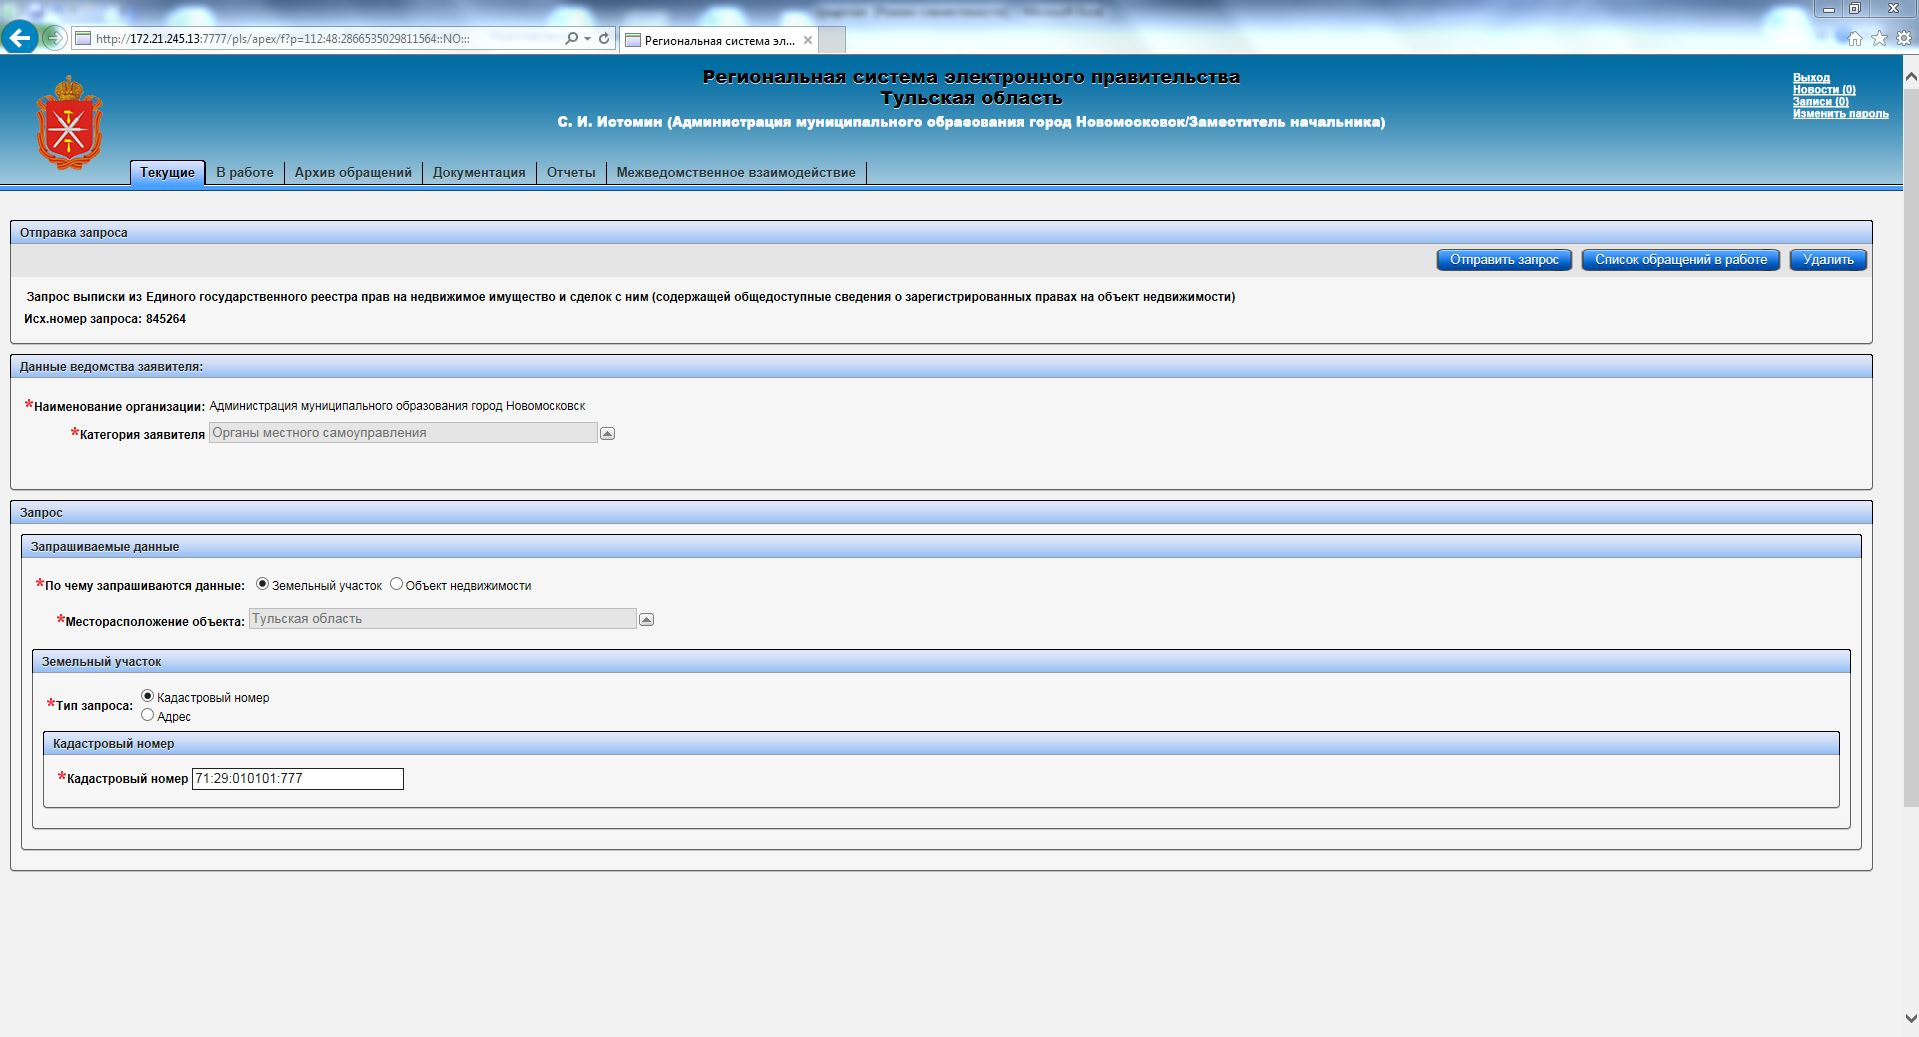 http://172.21.245.13:7777/pls/apex/f?p=112:48:2866535029811564::NO:::
Региональная система эл...
Региональная система электронного правительства
Тульская область
С. И. Истомин (Администрация муниципального образования город Новомосковск/Заместитель начальника)
Выход
Новости (0)
Записи (0)
Изменить пароль
Текущие В работе Архив обращений Документация Отчеты Межведомственное взаимодействие
Отправка запроса
Отправить запрос Список обращений в работе Удалить
Запрос выписки из Единого государственного реестра прав на недвижимое имущество и сделок с ним (содержащей общедоступные сведения о зарегистрированных правах на объект недвижимости)
Исх.номер запроса: 845264
Данные ведомства заявителя:
*Наименование организации: Администрация муниципального образования город Новомосковск
*Категория заявителя Органы местного самоуправления
Запрос
Запрашиваемые данные
*По чему запрашиваются данные: Земельный участок Объект недвижимости
*Месторасположение объекта: Тульская область
Земельный участок
*Тип запроса: Кадастровый номер
Адрес
Кадастровый номер
*Кадастровый номер 71:29:010101:777